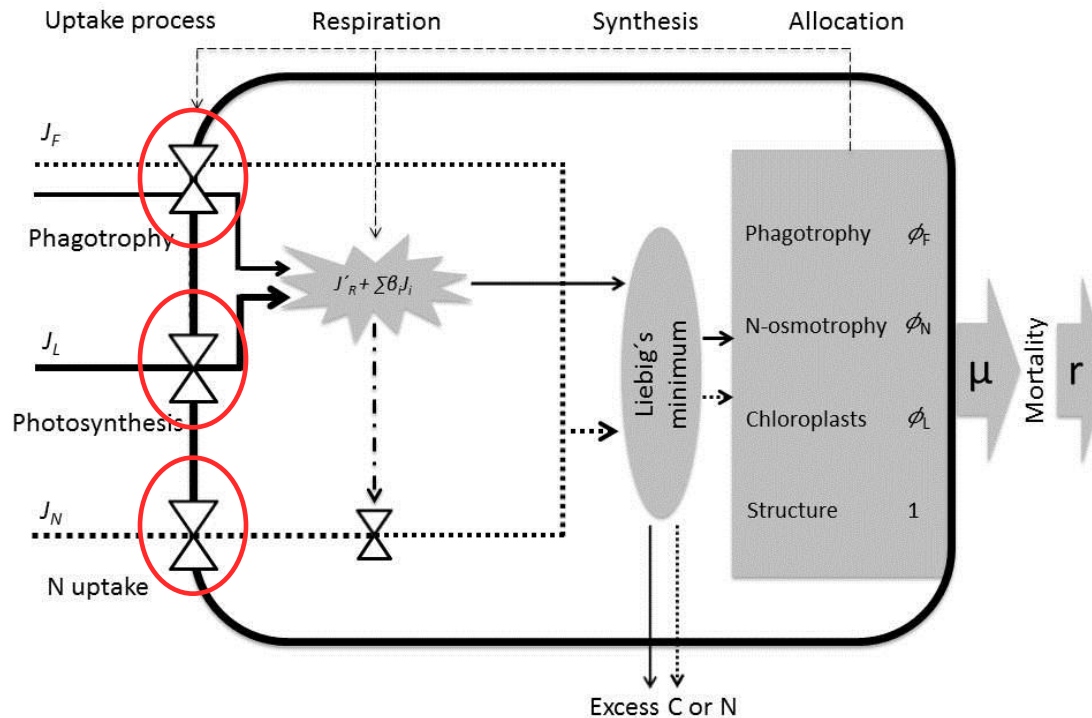 Uptake process Respiration Synthesis Allocation
J_F
Phagotrophy
J_L
Photosynthesis
J_N
N uptake
J´_R + ∑β_iJ_i
Liebig´s
minimum
Phagotrophy ϕ_F
N-osmotrophy ϕ_N
Chloroplasts ϕ_L
Structure 1
μ
Mortality
r
Excess C or N